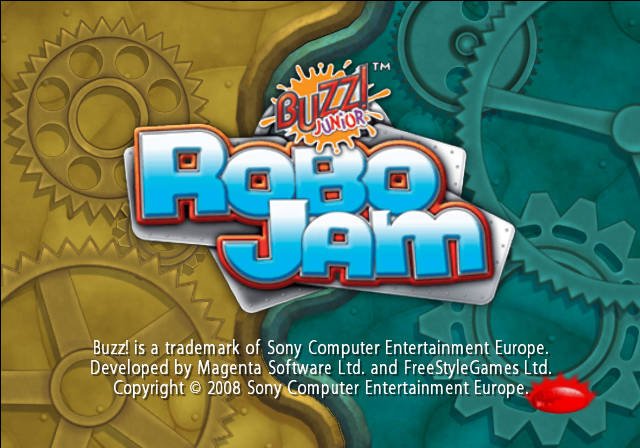 BUZZ!™
JUNIOR
ROBO
JAM
Buzz! is a trademark of Sony Computer Entertainment Europe.
Developed by Magenta Software Ltd. and FreeStyleGames Ltd.
Copyright © 2008 Sony Computer Entertainment Europe.